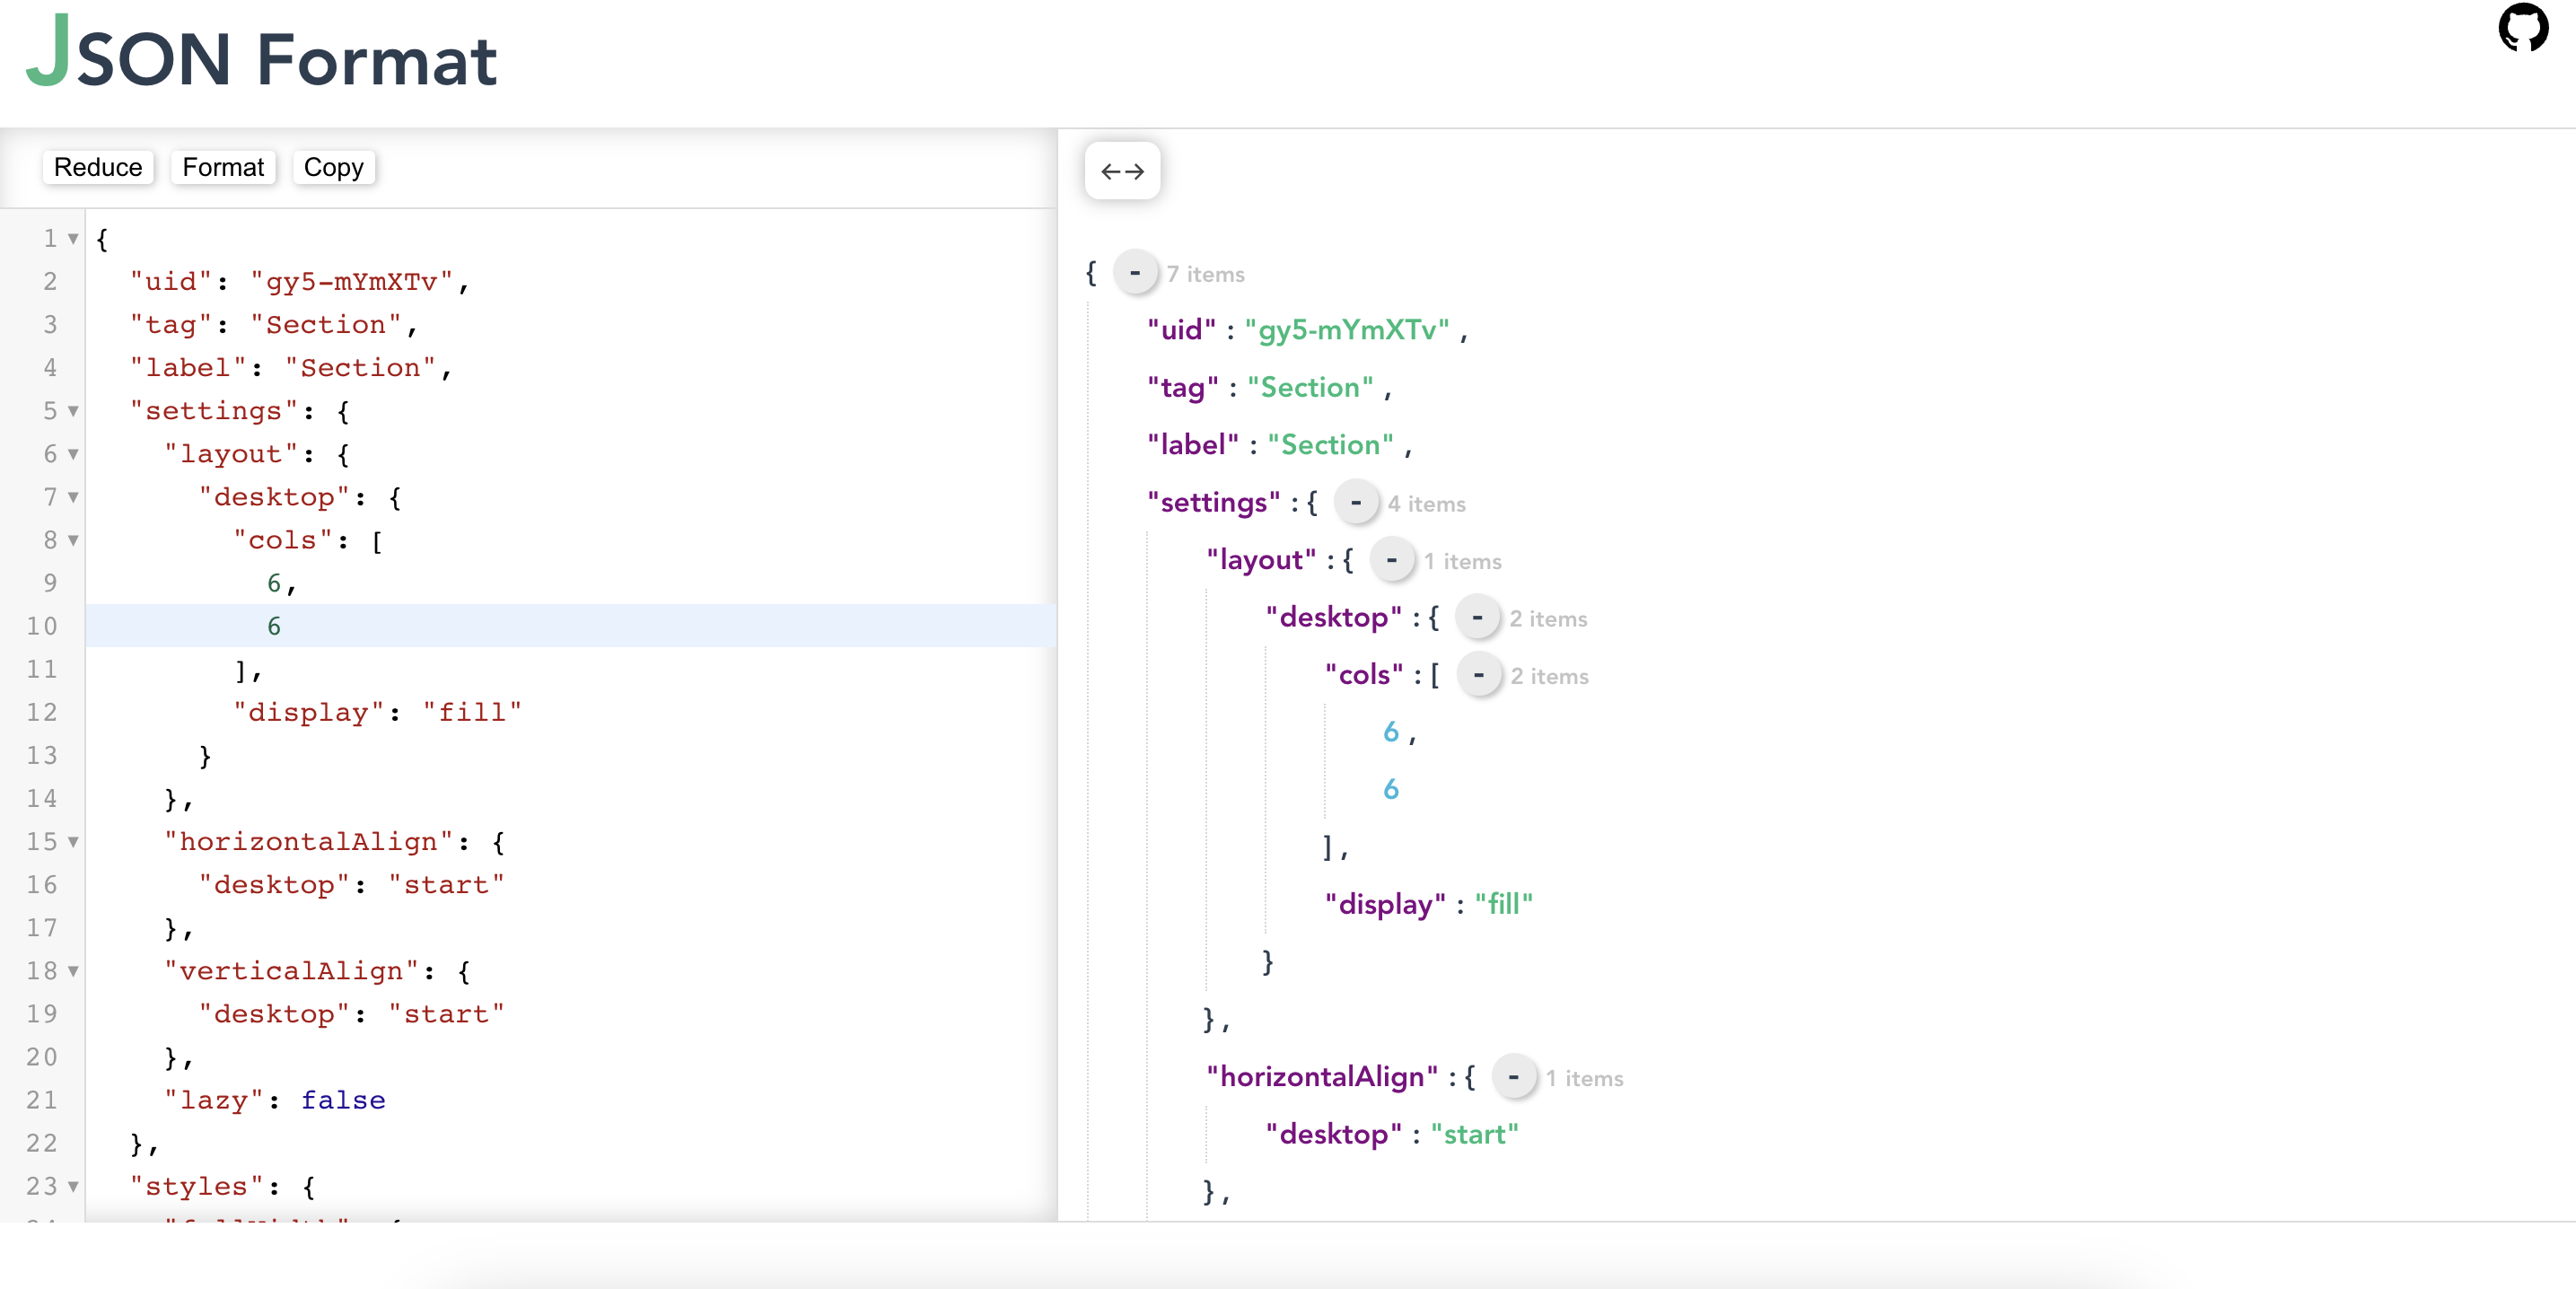 JSON Format
Reduce Format Copy
1 {
2 "uid": "gy5-mYmXTv",
3 "tag": "Section",
4 "label": "Section",
5 "settings": {
6 "layout": {
7 "desktop": {
8 "cols": [
9 6,
10 6
11 ],
12 "display": "fill"
13 }
14 },
15 "horizontalAlign": {
16 "desktop": "start"
17 },
18 "verticalAlign": {
19 "desktop": "start"
20 },
21 "lazy": false
22 },
23 "styles": {
{ - 7 items
"uid" : "gy5-mYmXTv" ,
"tag" : "Section" ,
"label" : "Section" ,
"settings" : { - 4 items
"layout" : { - 1 items
"desktop" : { - 2 items
"cols" : [ - 2 items
6 ,
6
] ,
"display" : "fill"
}
} ,
"horizontalAlign" : { - 1 items
"desktop" : "start"
} ,